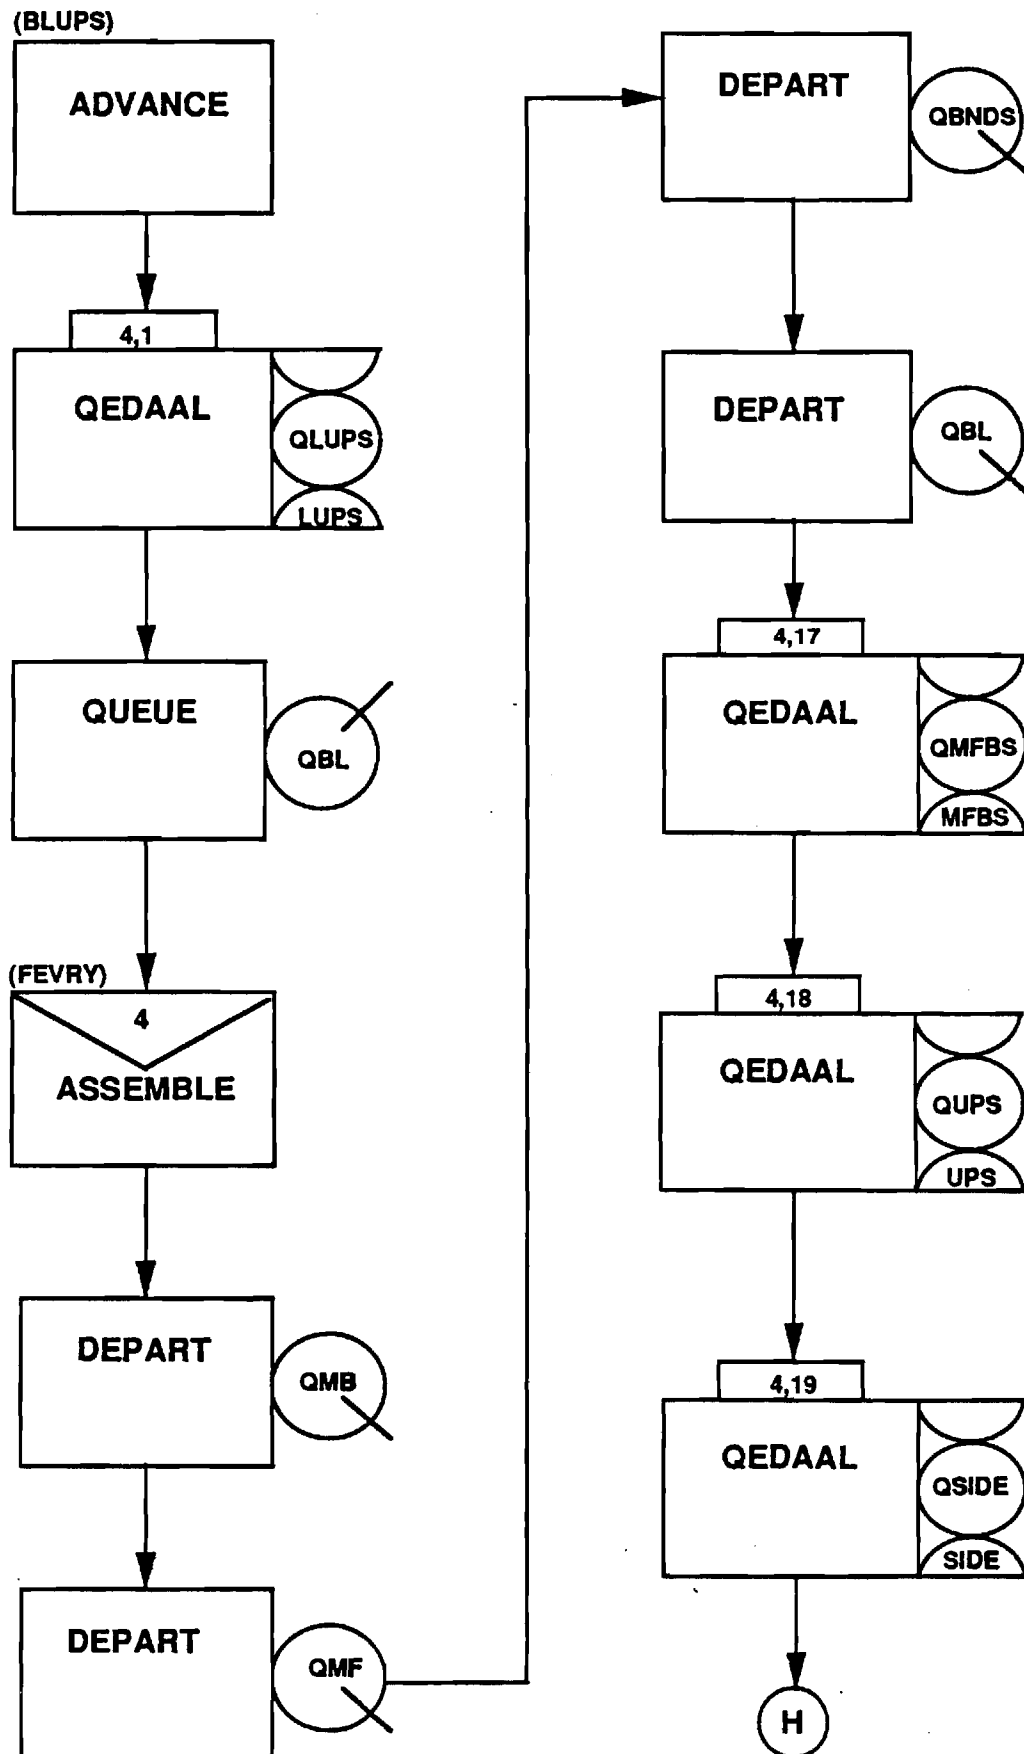 (BLUPS)
ADVANCE
4,1
QEDAAL
QLUPS
LUPS
QUEUE
QBL
(FEVRY)
4
ASSEMBLE
DEPART
QMB
DEPART
QMF
DEPART
QBNDS
DEPART
QBL
4,17
QEDAAL
QMFBS
MFBS
4,18
QEDAAL
QUPS
UPS
4,19
QEDAAL
QSIDE
SIDE
H